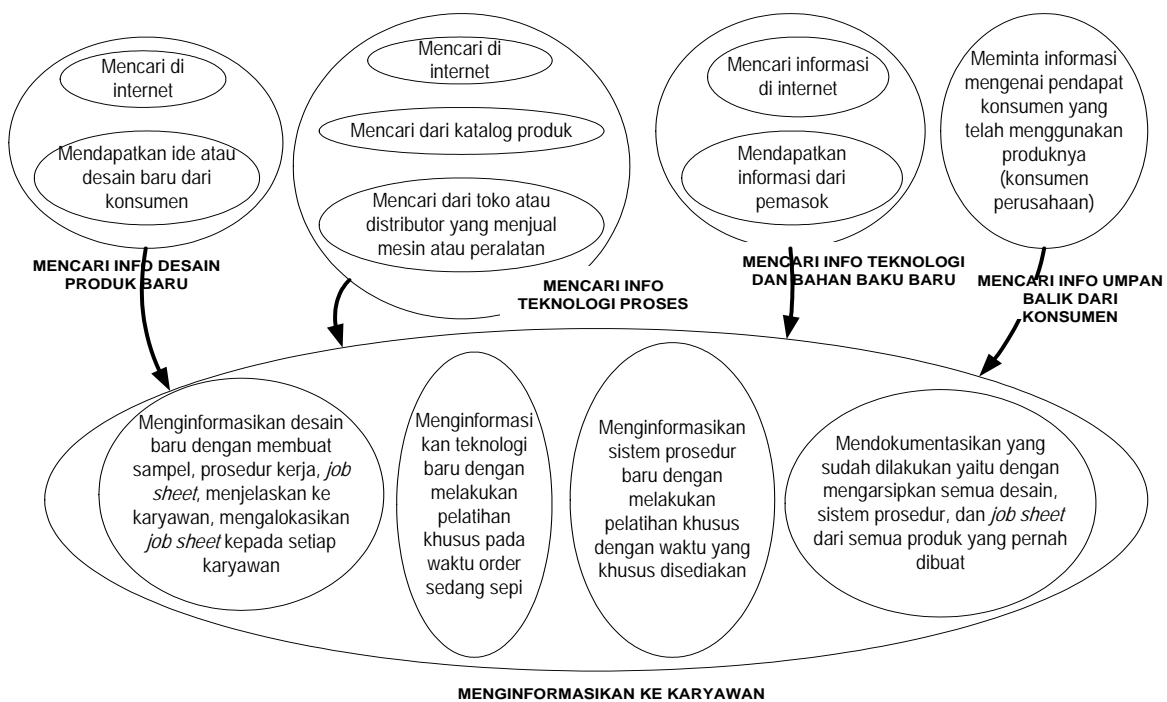 Mencari di
internet
Mendapatkan ide atau
desain baru dari
konsumen
MENCARI INFO DESAIN
PRODUK BARU
Mencari di
internet
Mencari dari katalog produk
Mencari dari toko atau
distributor yang menjual
mesin atau peralatan
MENCARI INFO
TEKNOLOGI PROSES
Mencari informasi
di internet
Mendapatkan
informasi dari
pemasok
MENCARI INFO TEKNOLOGI
DAN BAHAN BAKU BARU
Meminta informasi
mengenai pendapat
konsumen yang
telah menggunakan
produknya
(konsumen
perusahaan)
MENCARI INFO UMPAN
BALIK DARI
KONSUMEN
Menginformasikan desain
baru dengan membuat
sampel, prosedur kerja, job
sheet, menjelaskan ke
karyawan, mengalokasikan
job sheet kepada setiap
karyawan
Menginformasi
kan teknologi
baru dengan
melakukan
pelatihan
khusus pada
waktu order
sedang sepi
Menginformasikan
sistem prosedur
baru dengan
melakukan
pelatihan khusus
dengan waktu yang
khusus disediakan
Mendokumentasikan yang
sudah dilakukan yaitu dengan
mengarsipkan semua desain,
sistem prosedur, dan job sheet
dari semua produk yang pernah
dibuat
MENGINFORMASIKAN KE KARYAWAN